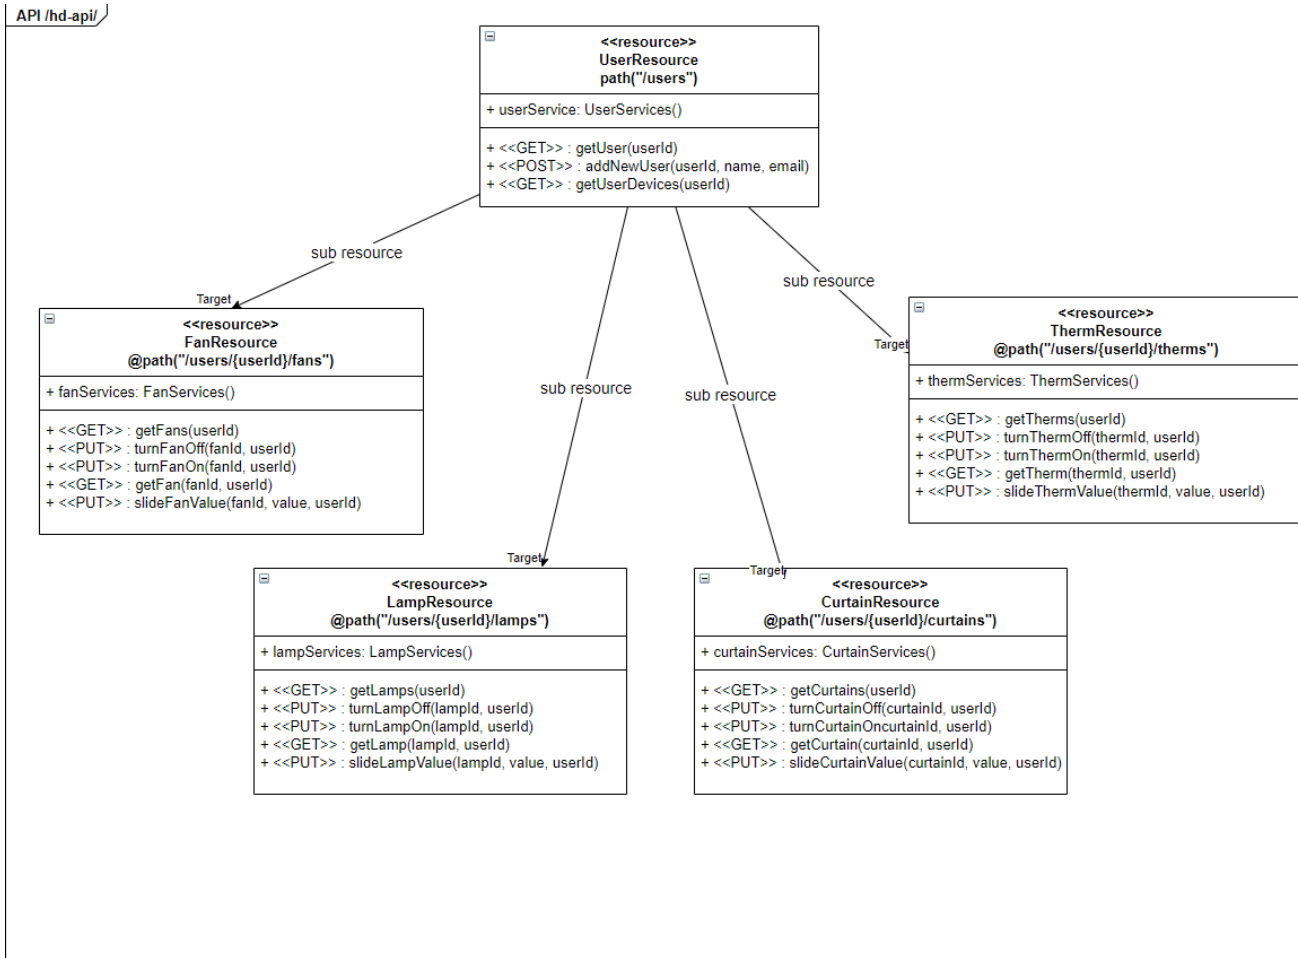 API /hd-api/
<<resource>>
UserResource
path("/users")
+ userService: UserServices()
+ <<GET>> : getUser(userId)
+ <<POST>> : addNewUser(userId, name, email)
+ <<GET>> : getUserDevices(userId)
sub resource
sub resource
sub resource
sub resource
Target
<<resource>>
FanResource
@path("/users/{userId}/fans")
+ fanServices: FanServices()
+ <<GET>> : getFans(userId)
+ <<PUT>> : turnFanOff(fanId, userId)
+ <<PUT>> : turnFanOn(fanId, userId)
+ <<GET>> : getFan(fanId, userId)
+ <<PUT>> : slideFanValue(fanId, value, userId)
Target
<<resource>>
ThermResource
@path("/users/{userId}/therms")
+ thermServices: ThermServices()
+ <<GET>> : getTherms(userId)
+ <<PUT>> : turnThermOff(thermId, userId)
+ <<PUT>> : turnThermOn(thermId, userId)
+ <<GET>> : getTherm(thermId, userId)
+ <<PUT>> : slideThermValue(thermId, value, userId)
Target
<<resource>>
LampResource
@path("/users/{userId}/lamps")
+ lampServices: LampServices()
+ <<GET>> : getLamps(userId)
+ <<PUT>> : turnLampOff(lampId, userId)
+ <<PUT>> : turnLampOn(lampId, userId)
+ <<GET>> : getLamp(lampId, userId)
+ <<PUT>> : slideLampValue(lampId, value, userId)
Target
<<resource>>
CurtainResource
@path("/users/{userId}/curtains")
+ curtainServices: CurtainServices()
+ <<GET>> : getCurtains(userId)
+ <<PUT>> : turnCurtainOff(curtainId, userId)
+ <<PUT>> : turnCurtainOncurtainId, userId)
+ <<GET>> : getCurtain(curtainId, userId)
+ <<PUT>> : slideCurtainValue(curtainId, value, userId)